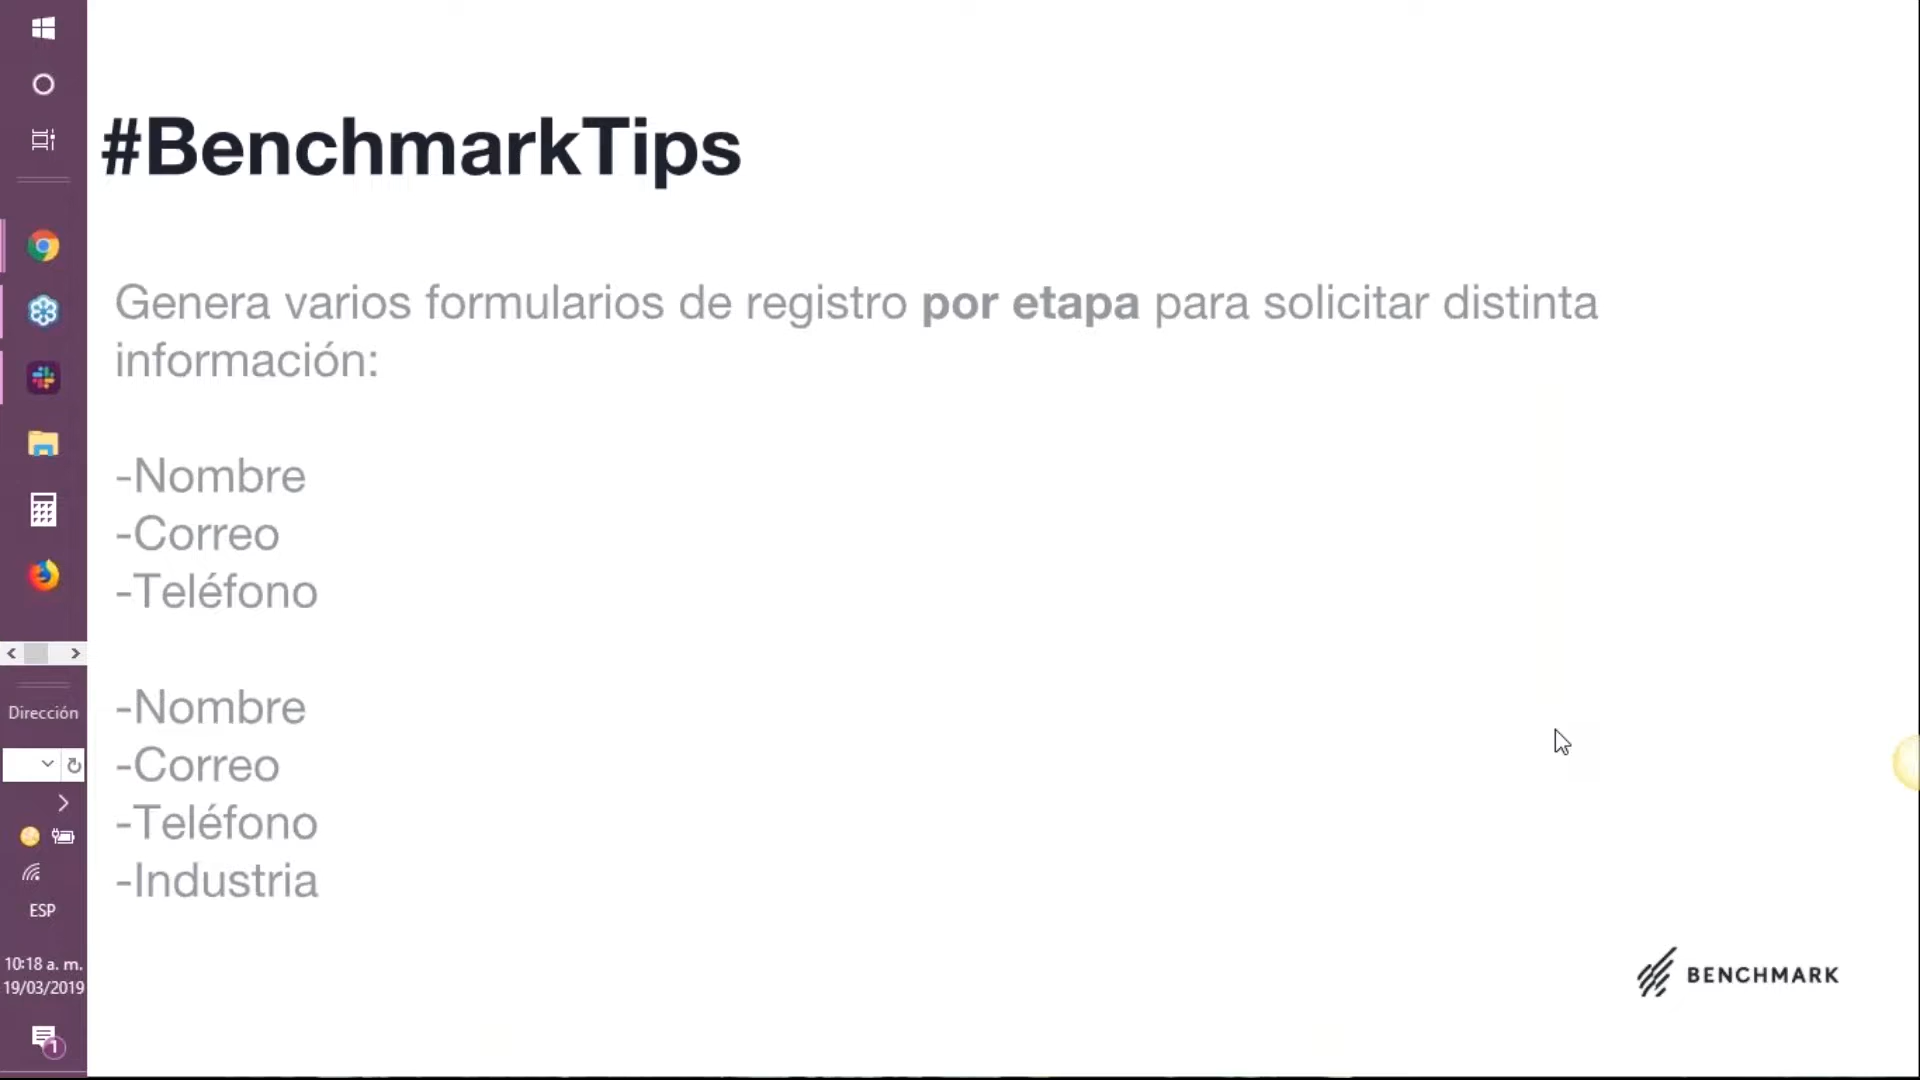 #BenchmarkTips
Genera varios formularios de registro por etapa para solicitar distinta
información:
-Nombre
-Correo
-Teléfono
-Nombre
-Correo
-Teléfono
-Industria
BENCHMARK
Dirección
ESP
10:18 a. m.
19/03/2019
1